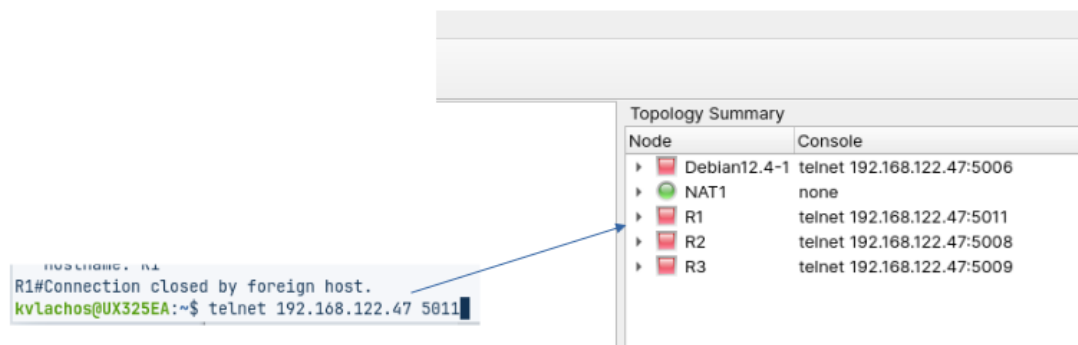 Topology Summary
Node Console
Debian12.4-1 telnet 192.168.122.47:5006
NAT1 none
R1 telnet 192.168.122.47:5011
R2 telnet 192.168.122.47:5008
R3 telnet 192.168.122.47:5009
hostname: R1
R1#Connection closed by foreign host.
kvlachos@UX325EA:~$ telnet 192.168.122.47 5011